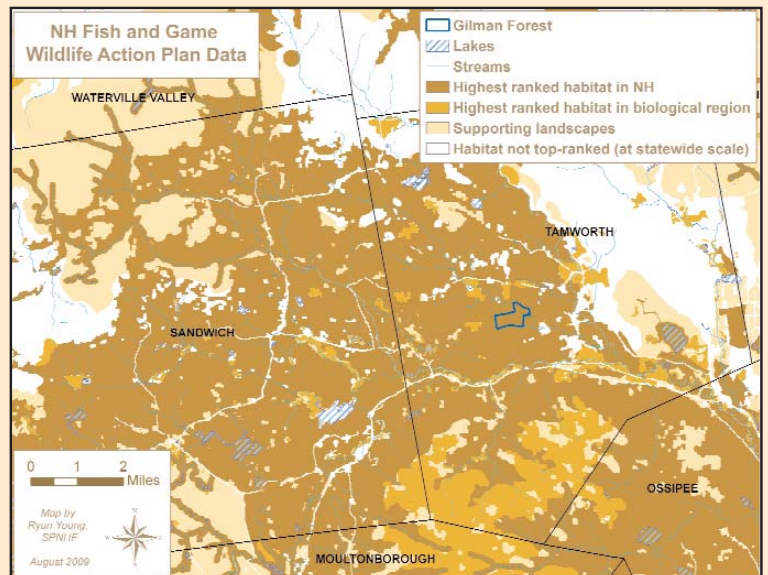 NH Fish and Game
Wildlife Action Plan Data
Gilman Forest
Lakes
Streams
Highest ranked habitat in NH
Highest ranked habitat in biological region
Supporting landscapes
Habitat not top-ranked (at statewide scale)
WATERVILLE VALLEY
TAMWORTH
SANDWICH
OSSIPEE
MOULTONBOROUGH
0 1 2
Miles
Map by
Ryan Young,
SPNHF
August 2009
N
W E
S